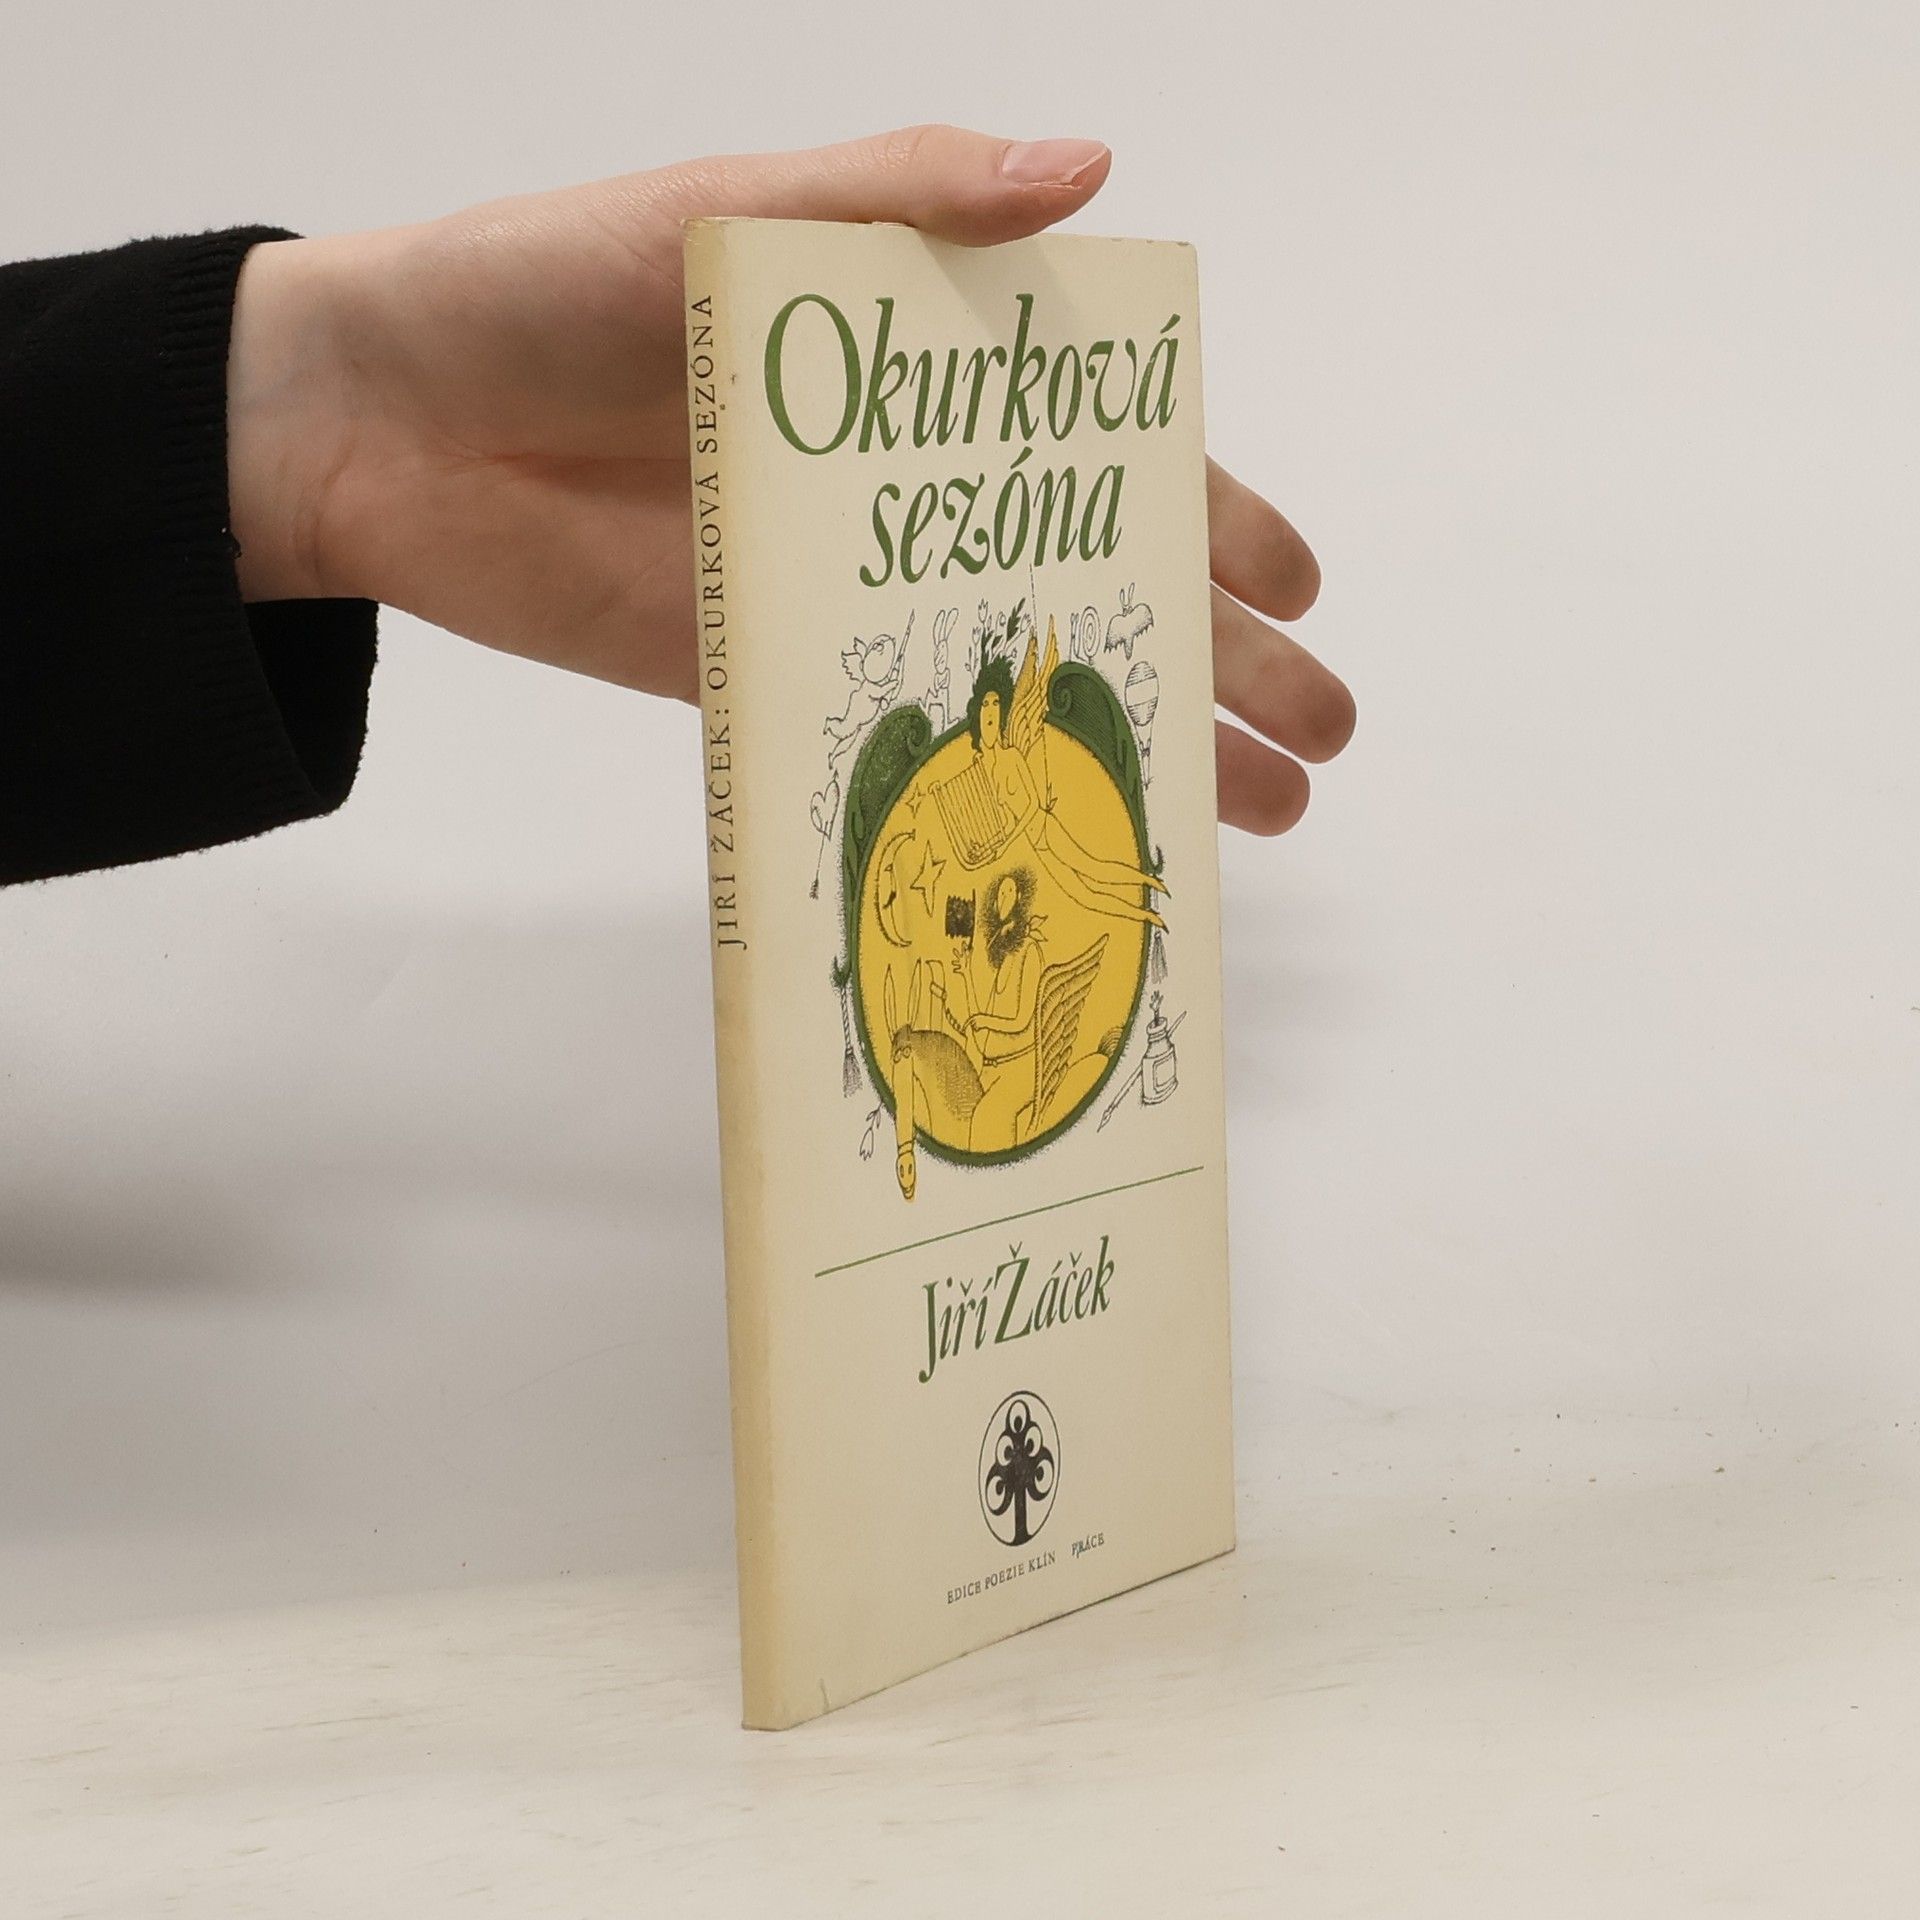 JIŘÍ ŽÁČEK: OKURKOVÁ SEZÓNA
Okurková
sezóna
Jiří Žáček
EDICE POEZIE KLÍN PRÁCE